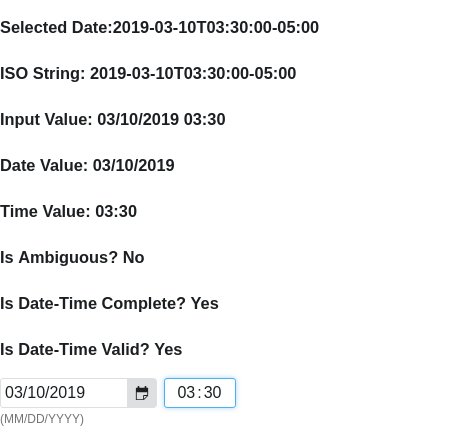 Selected Date:2019-03-10T03:30:00-05:00
ISO String: 2019-03-10T03:30:00-05:00
Input Value: 03/10/2019 03:30
Date Value: 03/10/2019
Time Value: 03:30
Is Ambiguous? No
Is Date-Time Complete? Yes
Is Date-Time Valid? Yes
03/10/2019 03:30
(MM/DD/YYYY)